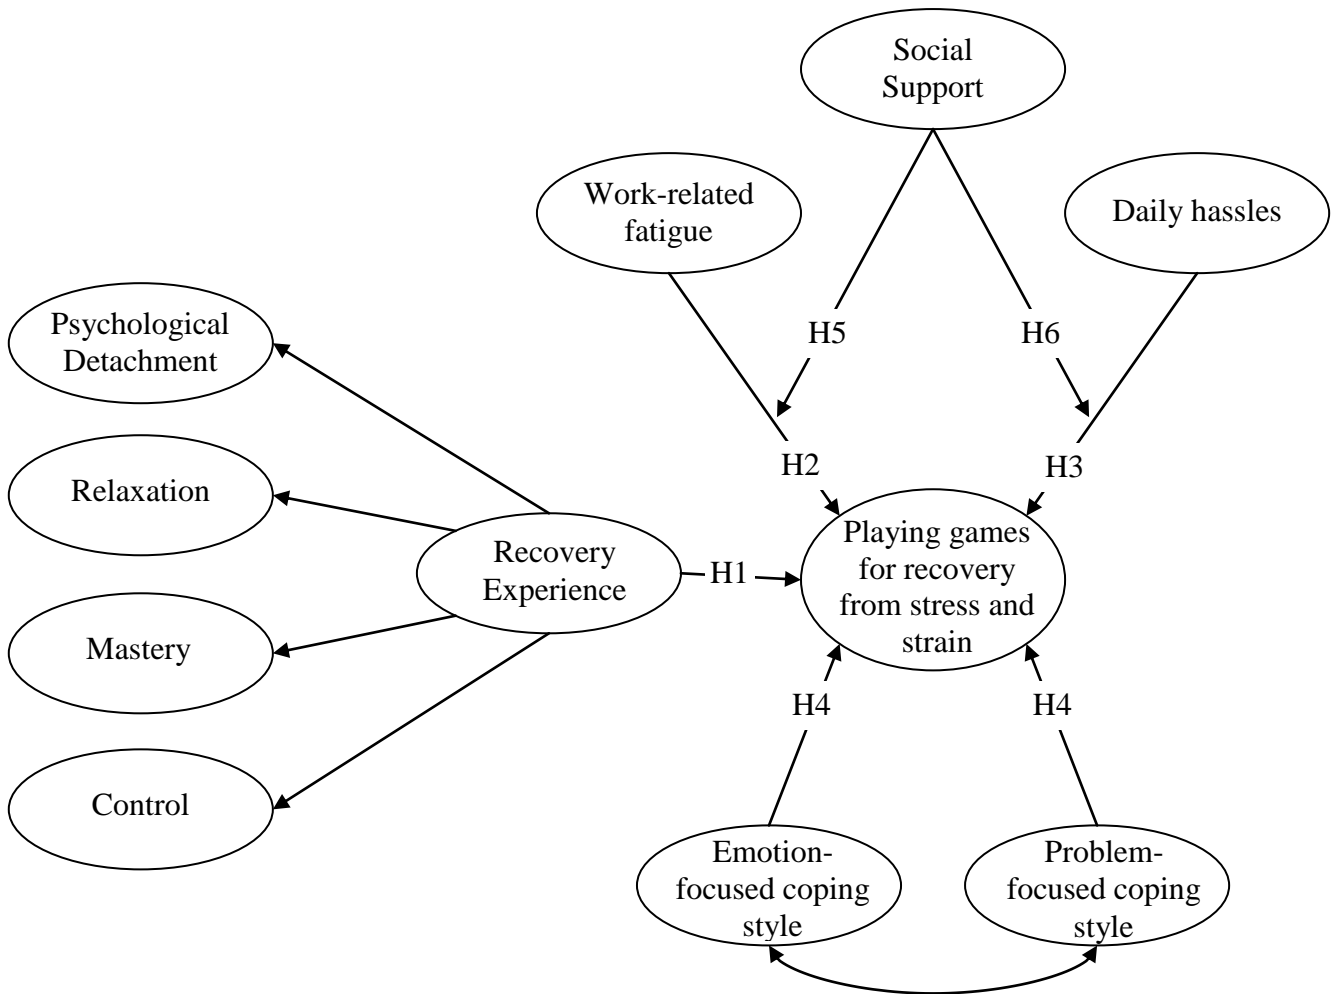 Social
Support
Work-related
fatigue
Daily hassles
Psychological
Detachment
H5
H6
H2
H3
Relaxation
Recovery
Experience
H1
Playing games
for recovery
from stress and
strain
Mastery
H4
H4
Control
Emotion-
focused coping
style
Problem-
focused coping
style